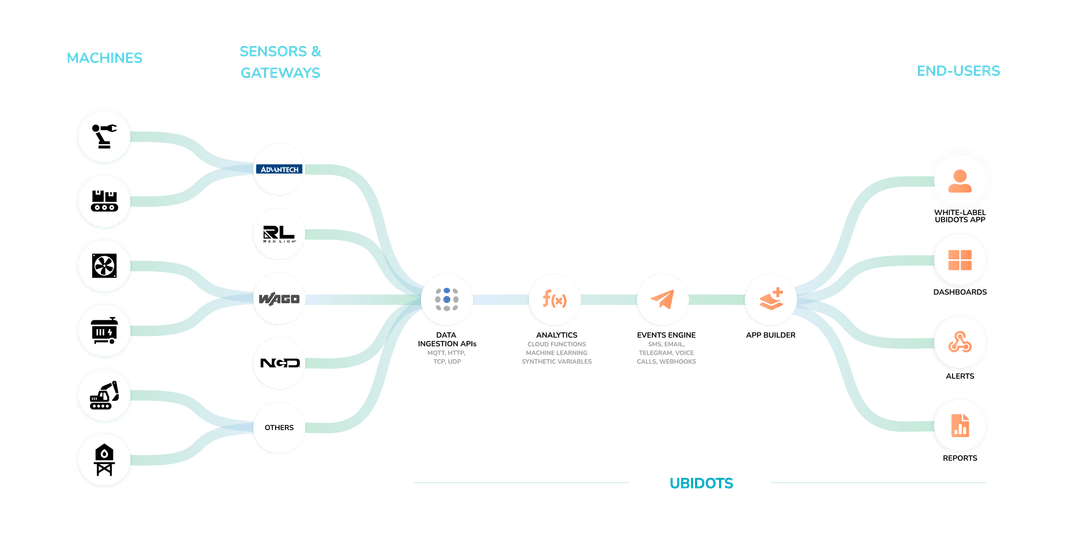 MACHINES
SENSORS &
GATEWAYS
END-USERS
ADVANTECH
RL
RED LION
WAGO
NCD
OTHERS
DATA
INGESTION APIs
MQTT, HTTP,
TCP, UDP
f(x)
ANALYTICS
CLOUD FUNCTIONS
MACHINE LEARNING
SYNTHETIC VARIABLES
EVENTS ENGINE
SMS, EMAIL,
TELEGRAM, VOICE
CALLS, WEBHOOKS
APP BUILDER
WHITE-LABEL
UBIDOTS APP
DASHBOARDS
ALERTS
REPORTS
UBIDOTS